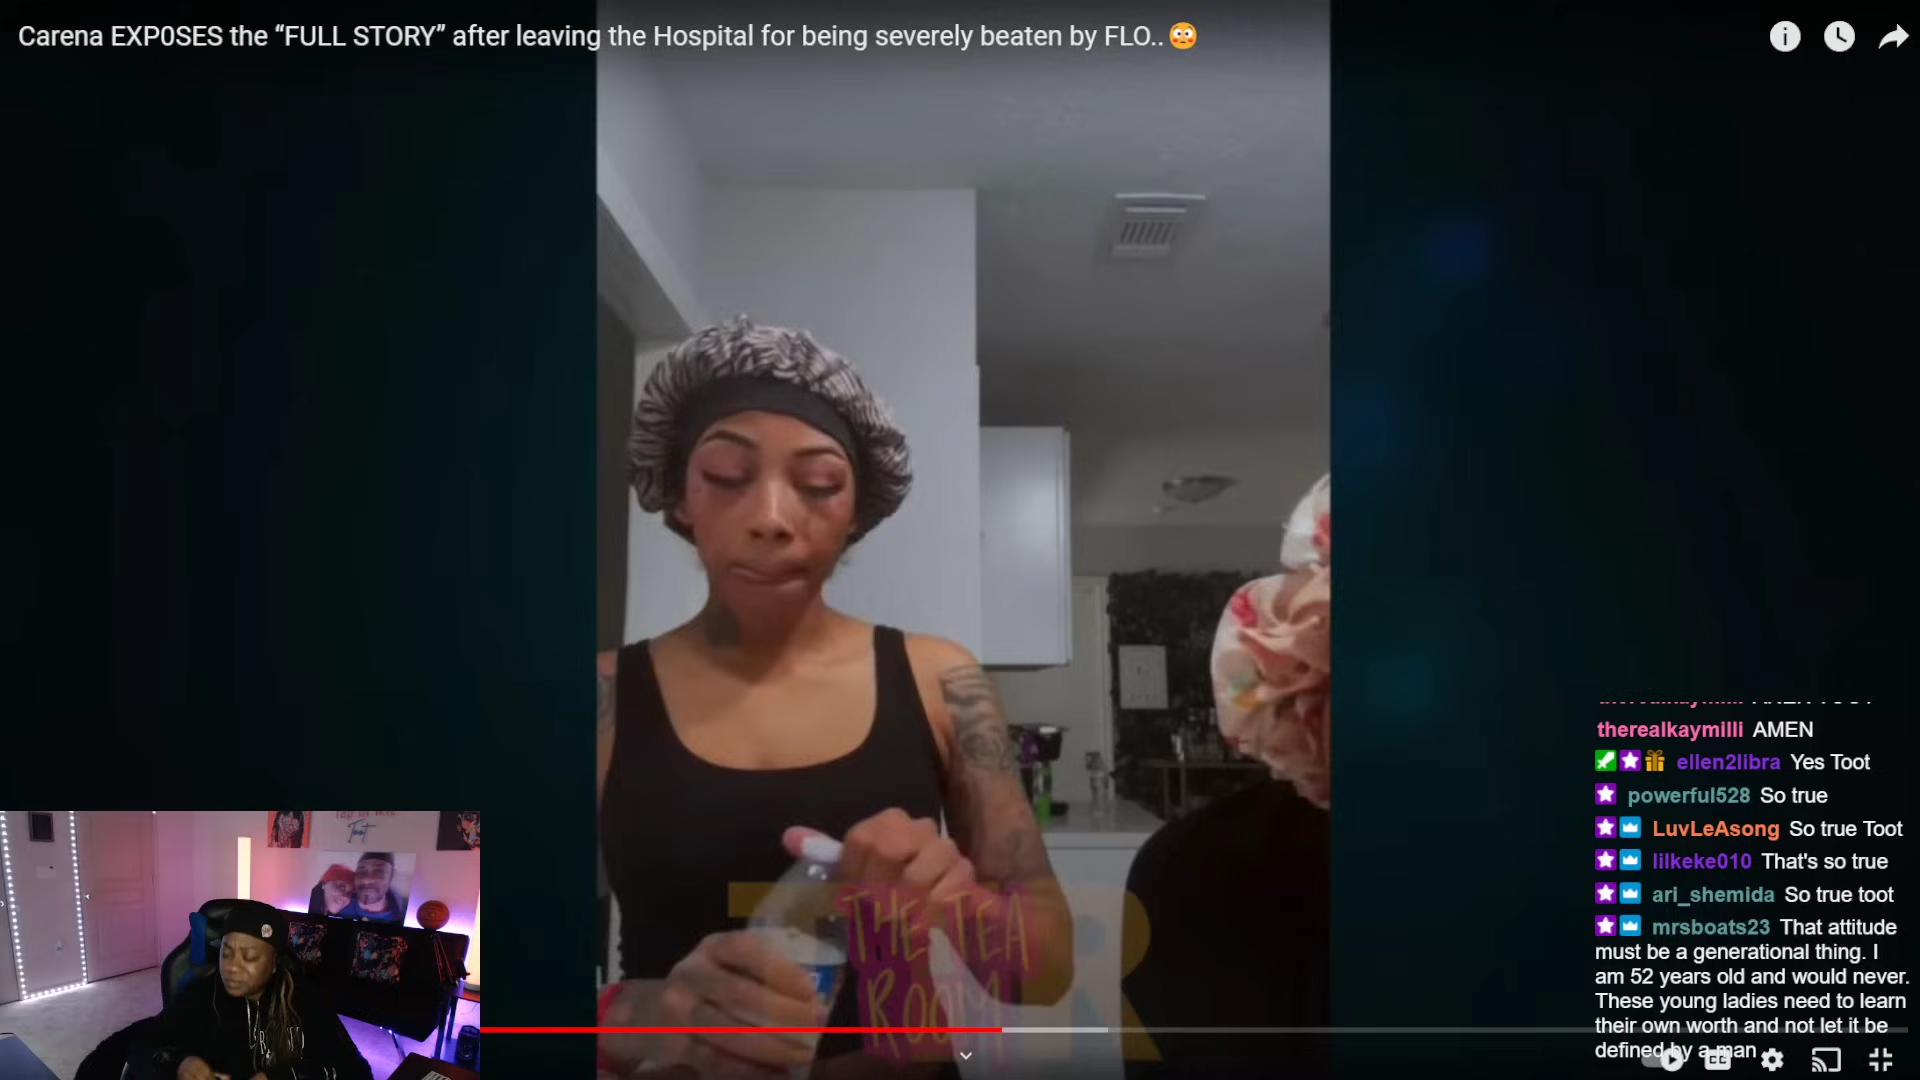 Carena EXP0SES the “FULL STORY” after leaving the Hospital for being severely beaten by FLO.. 😳
therealkaymilli AMEN
ellen2libra Yes Toot
powerful528 So true
LuvLeAsong So true Toot
lilkeke010 That's so true
ari_shemida So true toot
mrsboats23 That attitude
must be a generational thing. I
am 52 years old and would never.
These young ladies need to learn
their own worth and not let it be
defined by a man
THE TEA
ROOM
Toot
CC